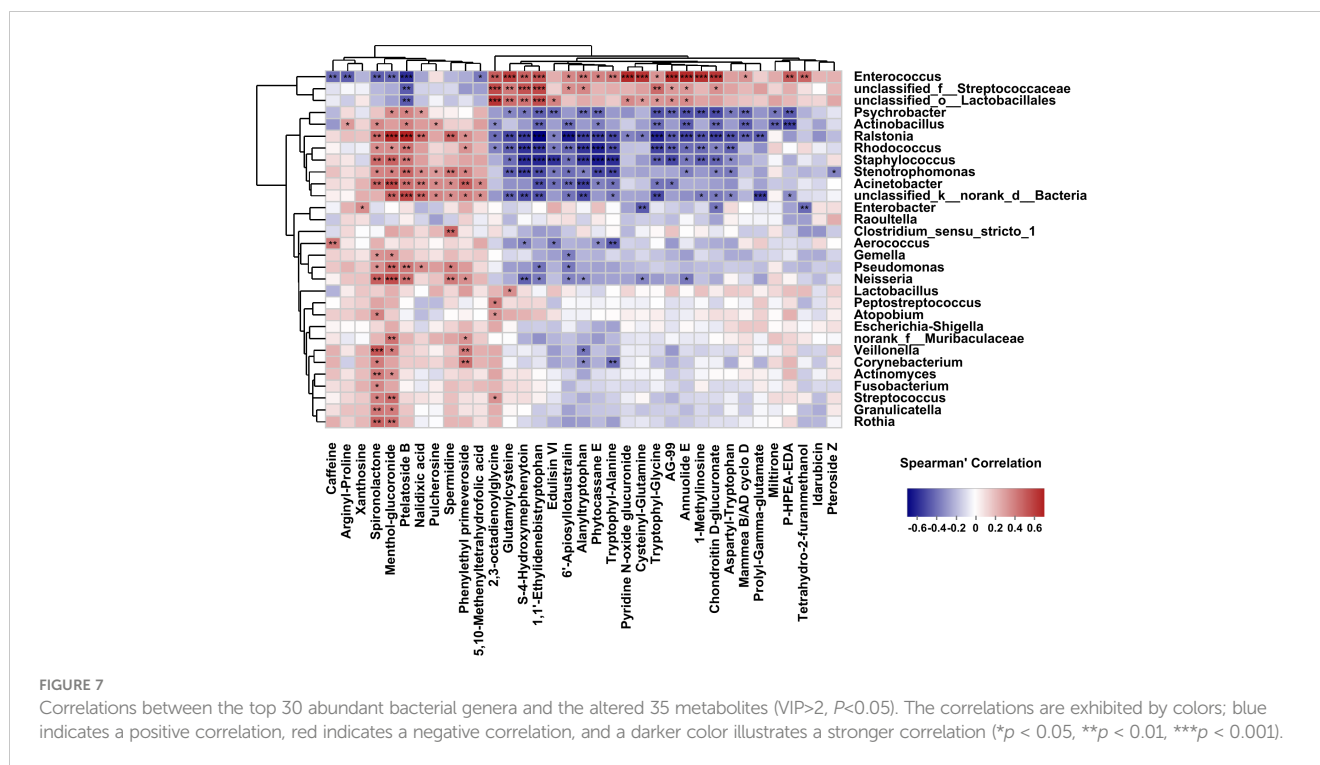 Enterococcus
unclassified_f__Streptococcaceae
unclassified_o__Lactobacillales
Psychrobacter
Actinobacillus
Ralstonia
Rhodococcus
Staphylococcus
Stenotrophomonas
Acinetobacter
unclassified_k__norank_d__Bacteria
Enterobacter
Raoultella
Clostridium_sensu_stricto_1
Aerococcus
Gemella
Pseudomonas
Neisseria
Lactobacillus
Peptostreptococcus
Atopobium
Escherichia-Shigella
norank_f__Muribaculaceae
Veillonella
Corynebacterium
Actinomyces
Fusobacterium
Streptococcus
Granulicatella
Rothia
Caffeine
Arginyl-Proline
Xanthosine
Spironolactone
Menthol-glucoronide
Ptelatoside B
Nalidixic acid
Pulcherosine
Spermidine
Phenylethyl primeveroside
5,10-Methenyltetrahydrofolic acid
2,3-octadienoylglycine
Glutamylcysteine
S-4-Hydroxymephenytoin
1,1'-Ethylidenebistryptophan
Edulisin VI
6'-Apiosyllotaustralin
Alanyltryptophan
Phytocassane E
Tryptophyl-Alanine
Pyridine N-oxide glucuronide
Cysteinyl-Glutamine
Tryptophyl-Glycine
AG-99
Annuolide E
1-Methylinosine
Chondroitin D-glucuronate
Aspartyl-Tryptophan
Mammea B/AD cyclo D
Prolyl-Gamma-glutamate
Miltirone
P-HPEA-EDA
Tetrahydro-2-furanmethanol
Idarubicin
Pteroside Z
Spearman' Correlation
-0.6-0.4-0.2 0 0.2 0.4 0.6
FIGURE 7
Correlations between the top 30 abundant bacterial genera and the altered 35 metabolites (VIP>2, P<0.05). The correlations are exhibited by colors; blue
indicates a positive correlation, red indicates a negative correlation, and a darker color illustrates a stronger correlation (*p < 0.05, **p < 0.01, ***p < 0.001).